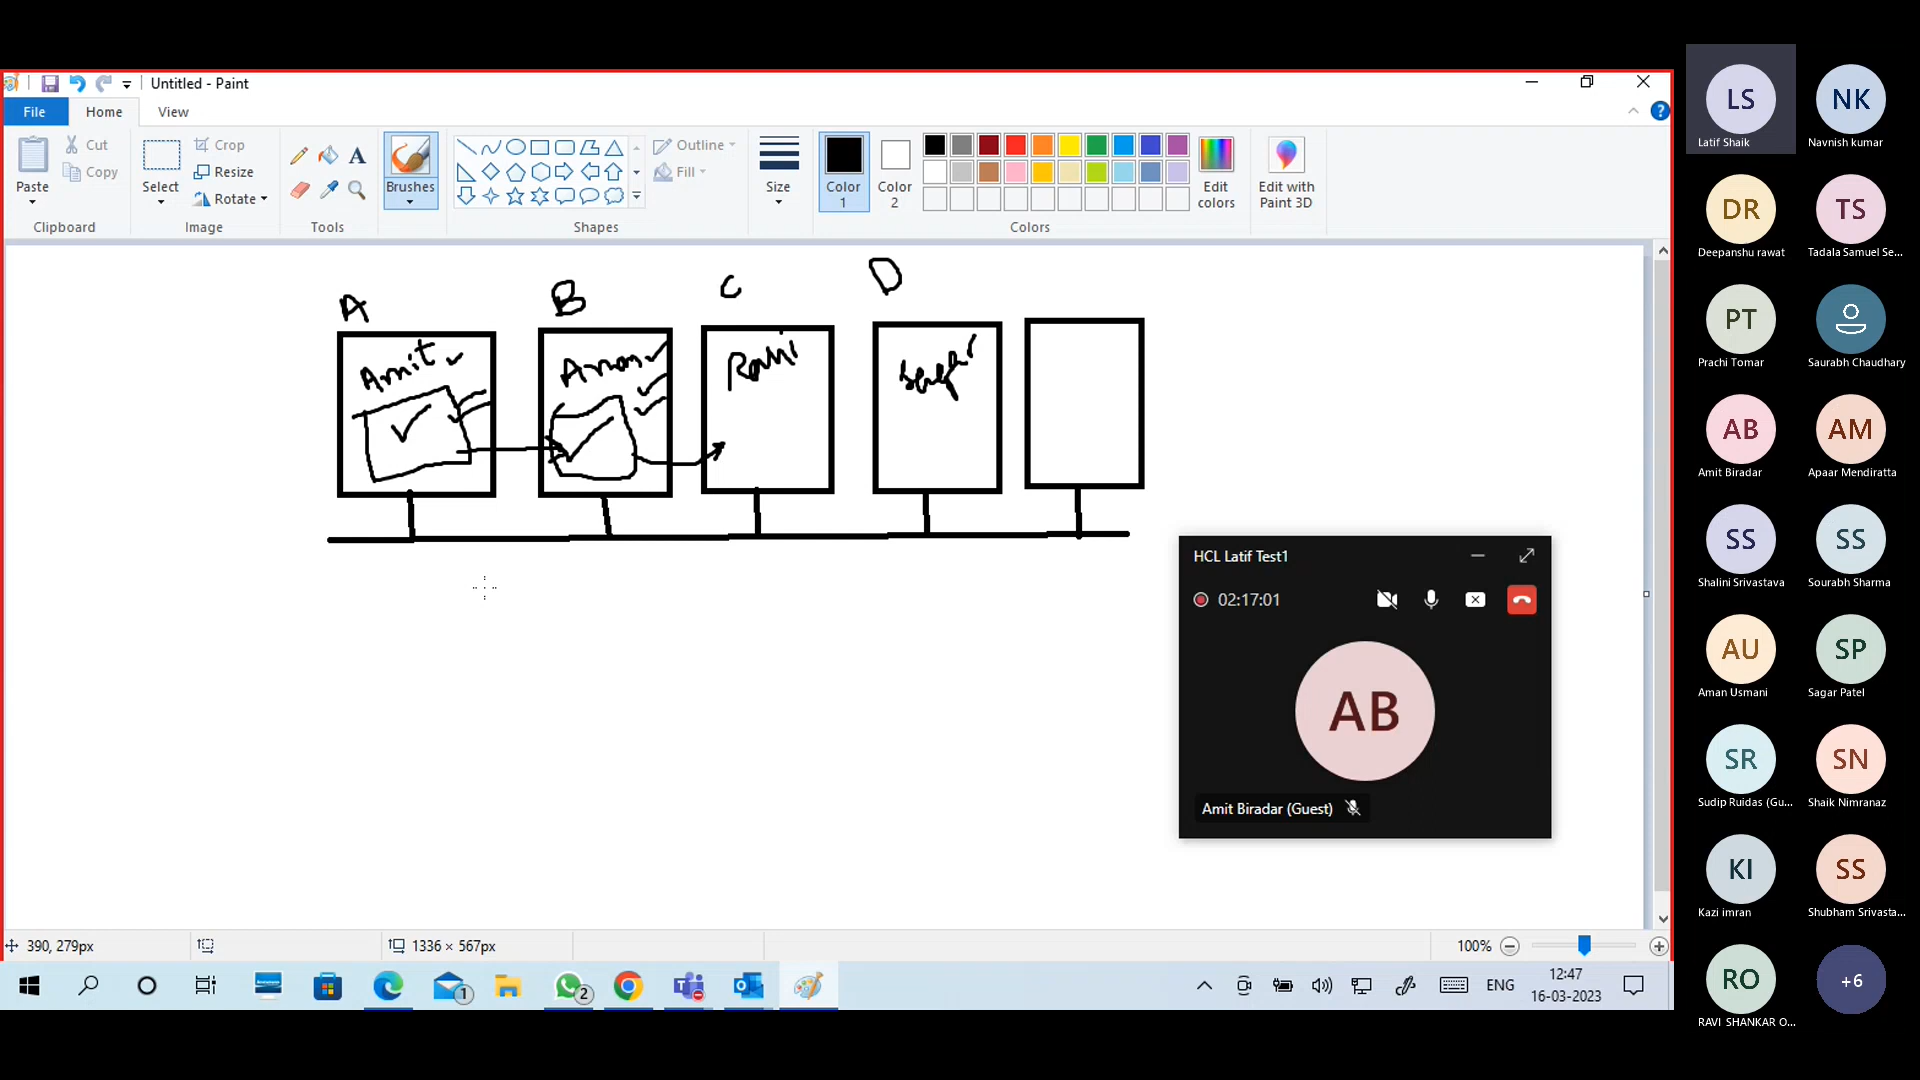 Untitled - Paint
File
Home
View
Paste
Cut
Copy
Clipboard
Select
Crop
Resize
Rotate
Image
A
Tools
Brushes
Outline
Fill
Shapes
Size
Color
1
Color
2
Edit
colors
Edit with
Paint 3D
Colors
A
B
C
D
Amit
Aman
Ravi
HCL Latif Test1
02:17:01
AB
Amit Biradar (Guest)
390, 279px
1336 × 567px
100%
1
2
ENG
12:47
16-03-2023
LS
Latif Shaik
NK
Navnish kumar
DR
Deepanshu rawat
TS
Tadala Samuel Se...
PT
Prachi Tomar
Saurabh Chaudhary
AB
Amit Biradar
AM
Apaar Mendiratta
SS
Shalini Srivastava
SS
Sourabh Sharma
AU
Aman Usmani
SP
Sagar Patel
SR
Sudip Ruidas (Gu...
SN
Shaik Nimranaz
KI
Kazi imran
SS
Shubham Srivasta...
RO
RAVI SHANKAR O...
+6